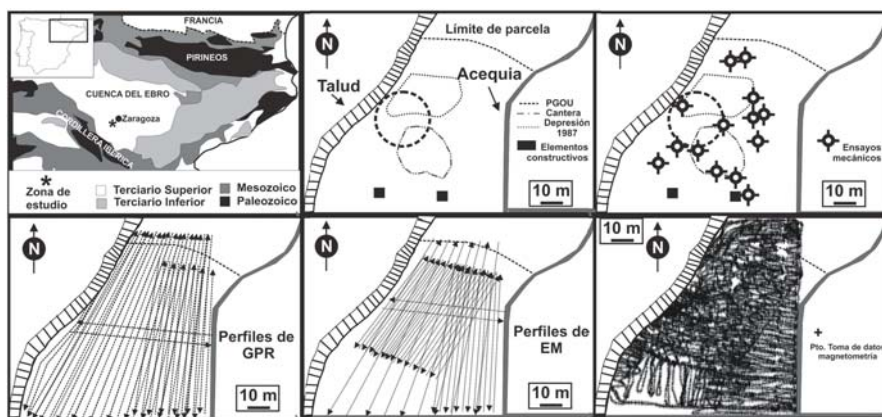 FRANCIA
PIRINEOS
CUENCA DEL EBRO
Zaragoza
CORDILLERA IBERICA
Zona de estudio
Terciario Superior
Terciario Inferior
Mesozoico
Paleozoico
N
Límite de parcela
Talud
Acequia
PGOU
Cantera
Depresión
1987
Elementos
constructivos
10 m
N
Ensayos
mecánicos
10 m
N
Perfiles de
GPR
10 m
N
Perfiles de
EM
10 m
10 m
N
+
Pto. Toma de datos
magnetometría